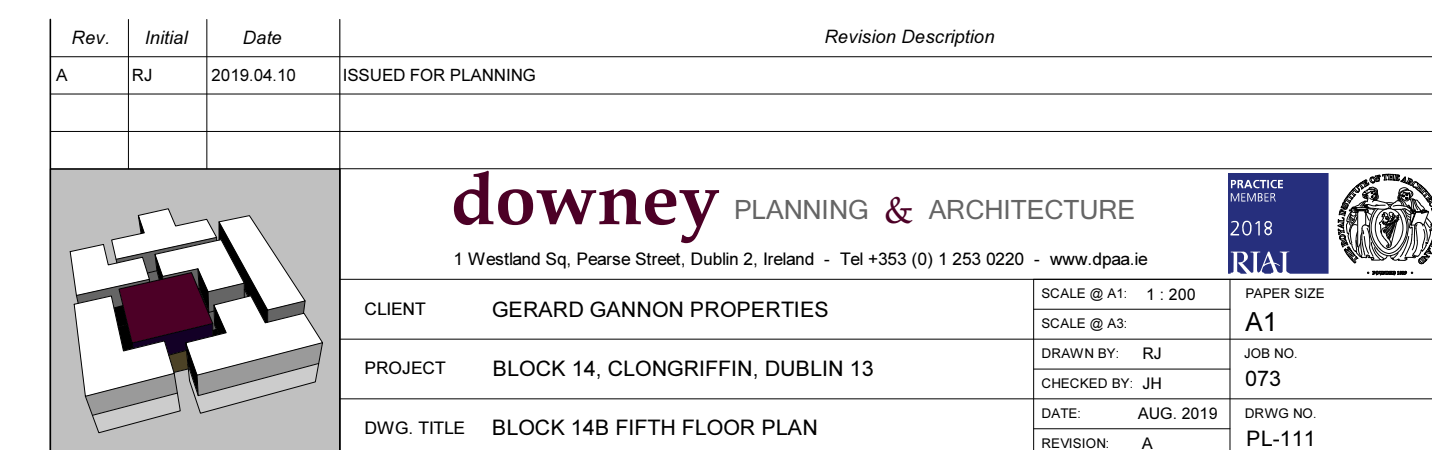 Rev. Initial Date Revision Description
A RJ 2019.04.10 ISSUED FOR PLANNING
downey PLANNING & ARCHITECTURE
1 Westland Sq, Pearse Street, Dublin 2, Ireland - Tel +353 (0) 1 253 0220 - www.dpaa.ie
PRACTICE
MEMBER
2018
RIAI
CLIENT GERARD GANNON PROPERTIES
SCALE @ A1: 1 : 200
SCALE @ A3:
PAPER SIZE
A1
PROJECT BLOCK 14, CLONGRIFFIN, DUBLIN 13
DRAWN BY: RJ
CHECKED BY: JH
JOB NO.
073
DWG. TITLE BLOCK 14B FIFTH FLOOR PLAN
DATE: AUG. 2019
REVISION: A
DRWG NO.
PL-111